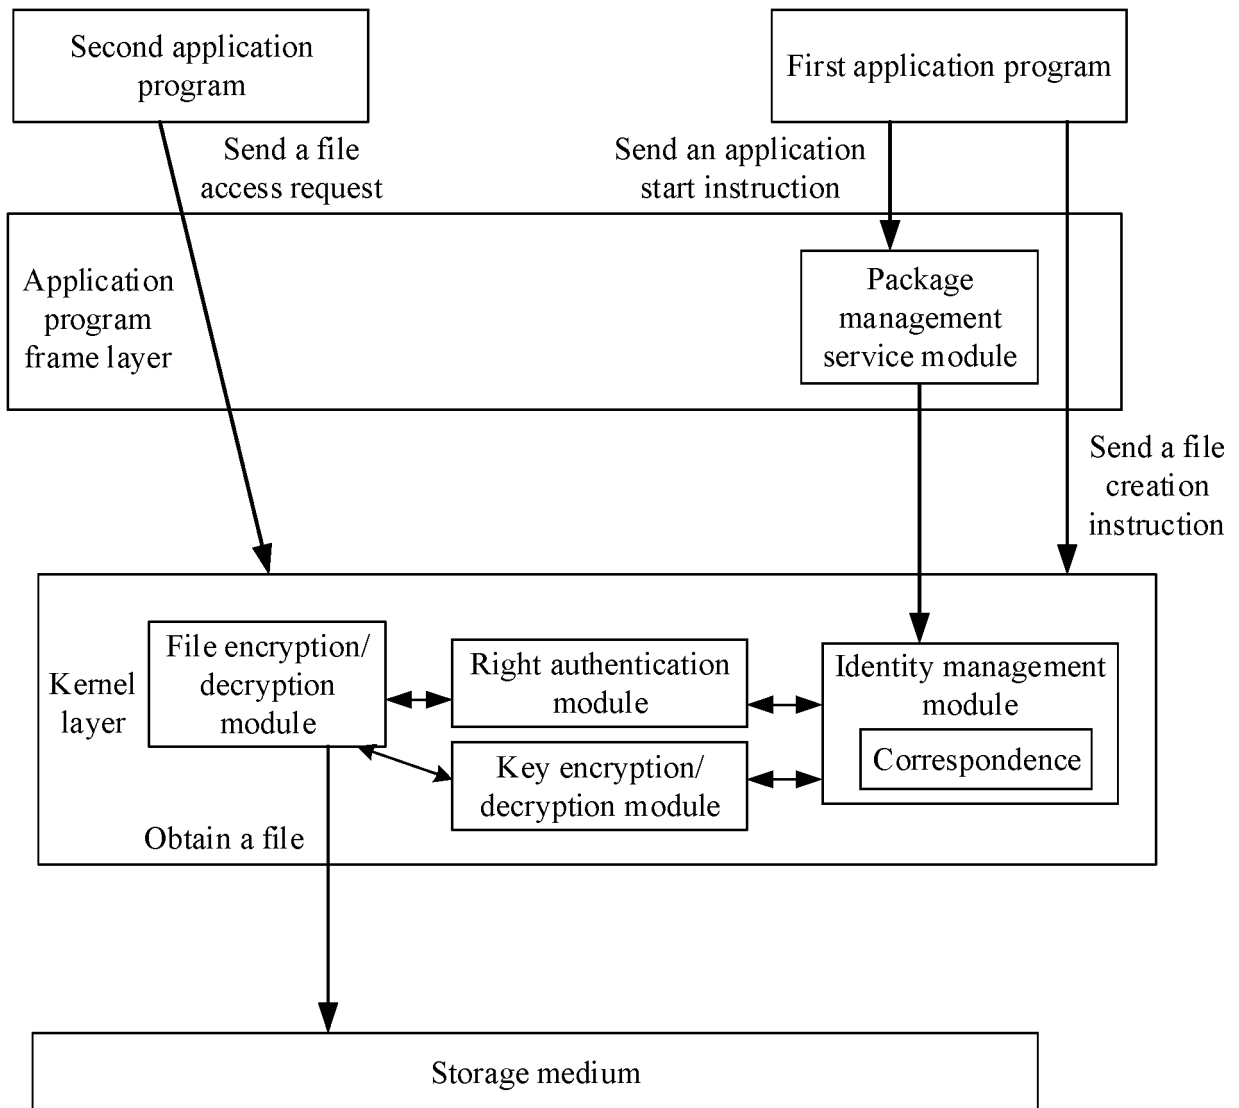 Second application
program
First application program
Send a file
access request
Send an application
start instruction
Application
program
frame layer
Package
management
service module
Send a file
creation
instruction
Kernel
layer
File encryption/
decryption
module
Right authentication
module
Key encryption/
decryption module
Identity management
module
Correspondence
Obtain a file
Storage medium